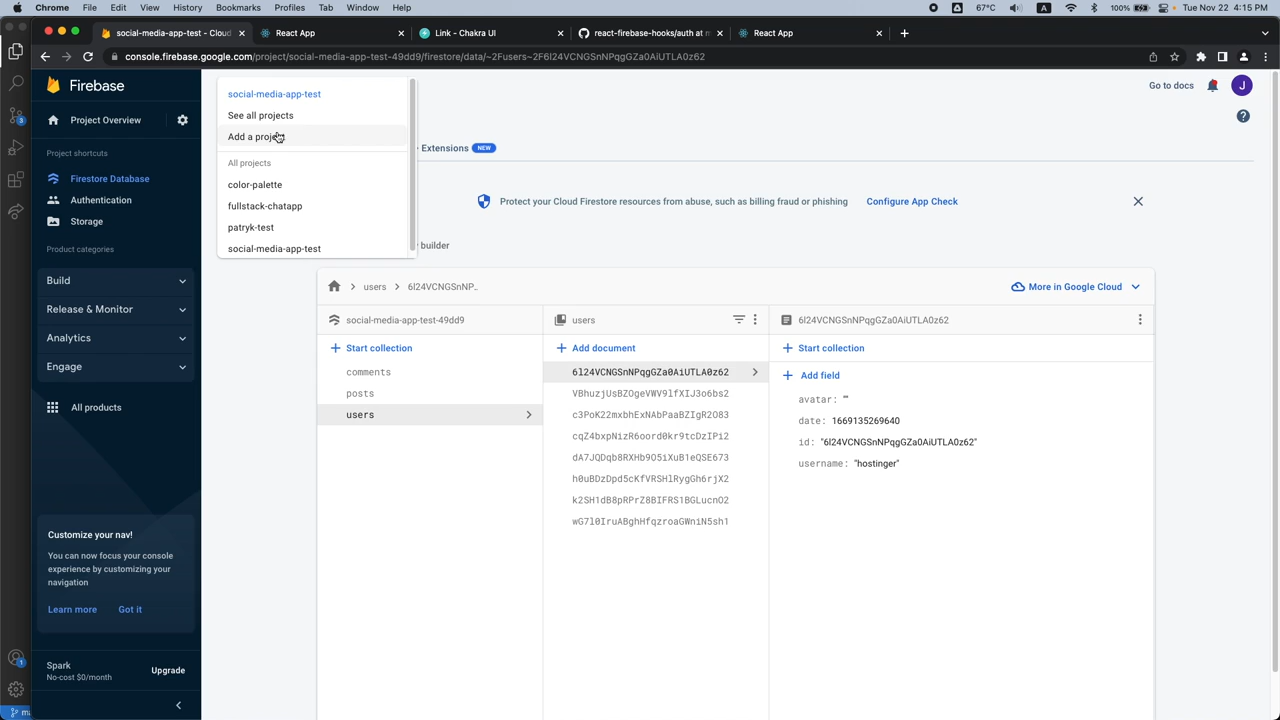 Chrome File Edit View History Bookmarks Profiles Tab Window Help 67°C A 100% Tue Nov 22 4:15 PM
social-media-app-test - Cloud React App Link - Chakra UI react-firebase-hooks/auth at m React App
console.firebase.google.com/project/social-media-app-test-49dd9/firestore/data/~2Fusers~2F6l24VCNGSnNPqgGZa0AiUTLA0z62
Firebase
Go to docs
J
Project Overview
Project shortcuts
Firestore Database
Authentication
Storage
Product categories
Build
Release & Monitor
Analytics
Engage
All products
Customize your nav!
You can now focus your console
experience by customizing your
navigation
Learn more Got it
Spark
No-cost $0/month
Upgrade
3
1
social-media-app-test
See all projects
Add a project
All projects
color-palette
fullstack-chatapp
patryk-test
social-media-app-test
Extensions NEW
Protect your Cloud Firestore resources from abuse, such as billing fraud or phishing Configure App Check
builder
users 6l24VCNGSnNP...
More in Google Cloud
social-media-app-test-49dd9
Start collection
comments
posts
users
users
Add document
6l24VCNGSnNPqgGZa0AiUTLA0z62
VBhuzjUsBZOgeVWV9lfXIJ3o6bs2
c3PoK22mxbhExNAbPaaBZIgR2O83
cqZ4bxpNizR6oord0kr9tcDzIPi2
dA7JQDqb8RXHb9O5iXuB1eQSE673
h0uBDzDpd5cKfVRSHlRygGh6rjX2
k2SH1dB8pRPrZ8BIFRS1BGLucnO2
wG7l0IruABghHfqzroaGWniN5sh1
6l24VCNGSnNPqgGZa0AiUTLA0z62
Start collection
Add field
avatar: ""
date: 1669135269640
id: "6l24VCNGSnNPqgGZa0AiUTLA0z62"
username: "hostinger"